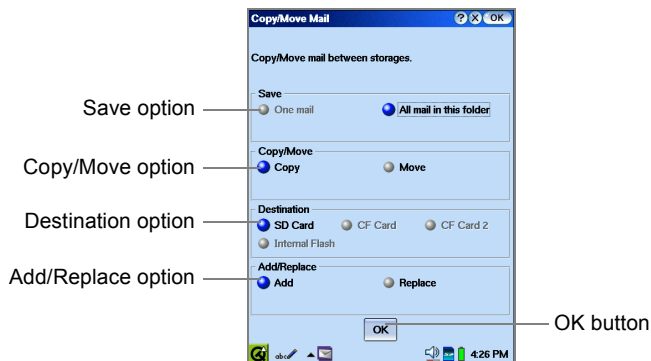 Copy/Move Mail ? X OK
Copy/Move mail between storages.
Save
Save option
One mail All mail in this folder
Copy/Move
Copy/Move option
Copy Move
Destination
Destination option
SD Card CF Card CF Card 2
Internal Flash
Add/Replace
Add/Replace option
Add Replace
OK
OK button
abc 4:26 PM